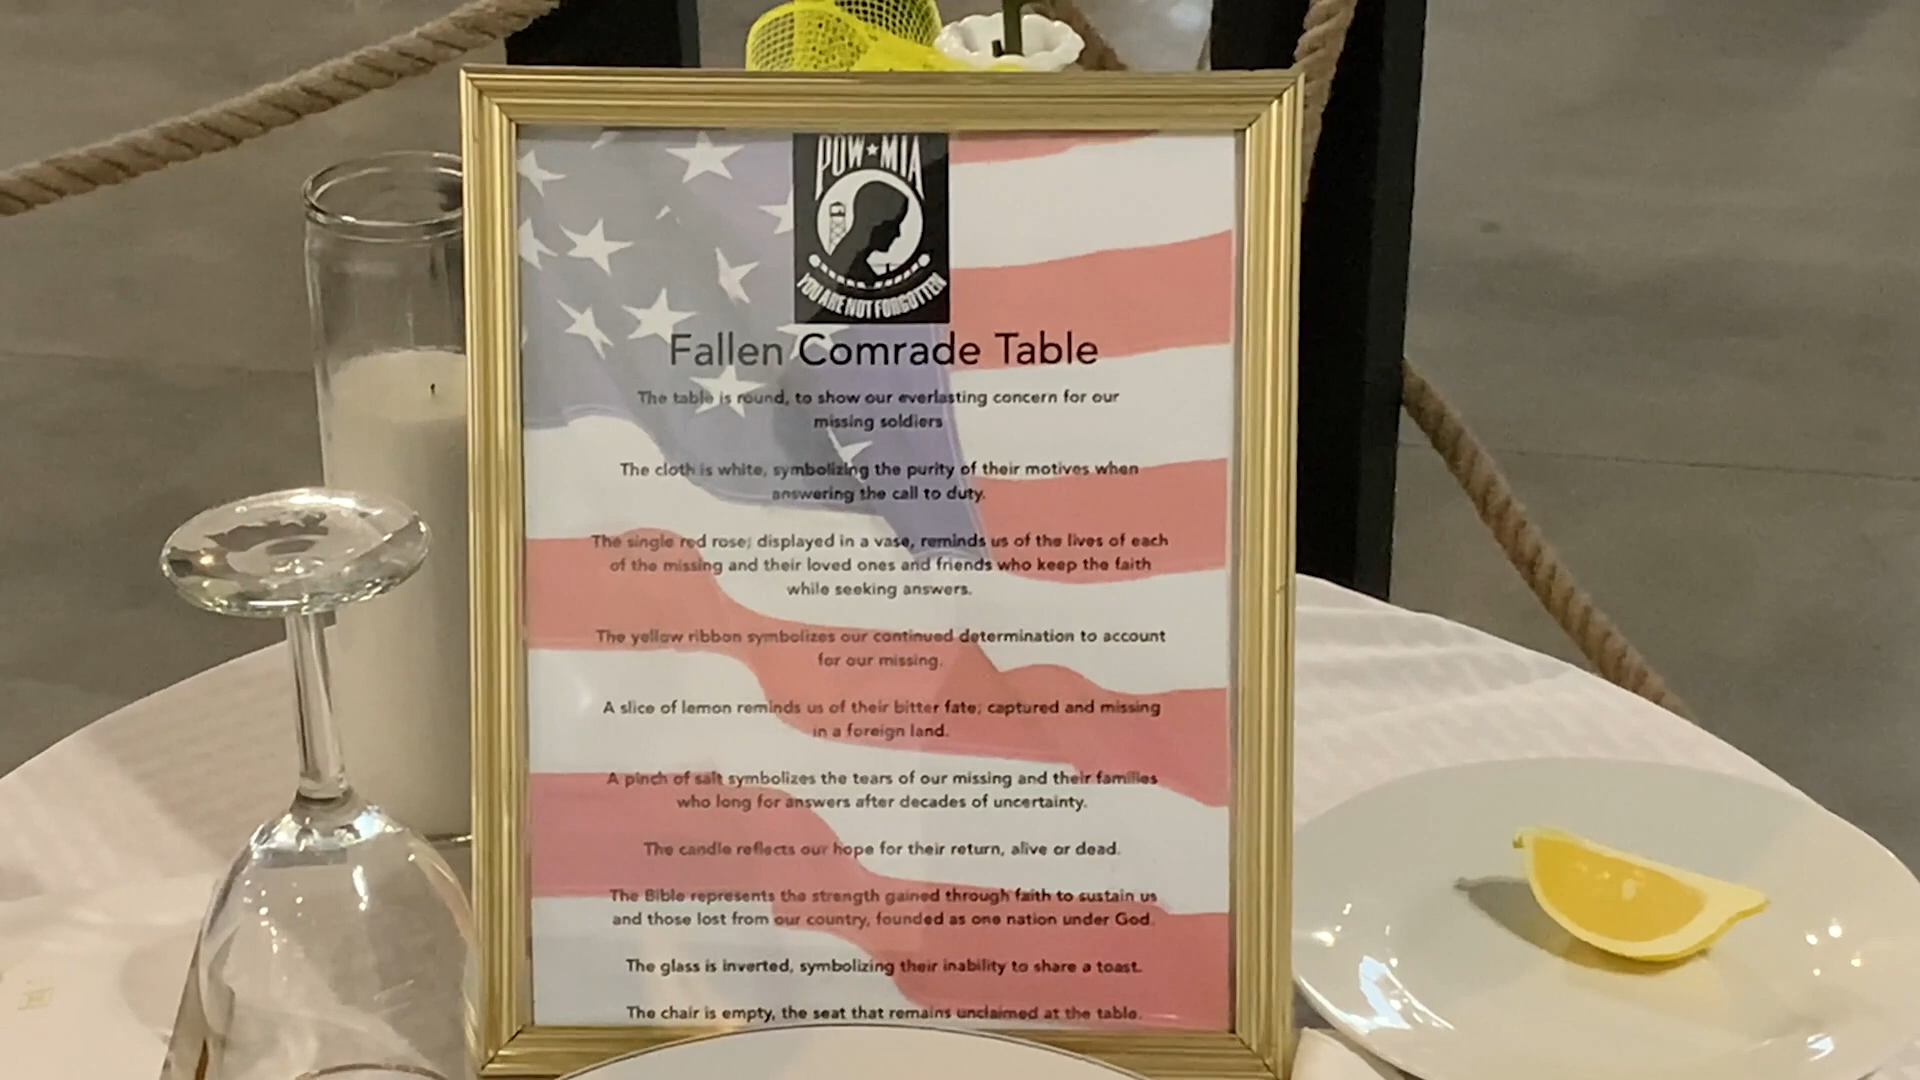 POW★MIA
YOU ARE NOT FORGOTTEN
Fallen Comrade Table
The table is round, to show our everlasting concern for our
missing soldiers
The cloth is white, symbolizing the purity of their motives when
answering the call to duty.
The single red rose; displayed in a vase, reminds us of the lives of each
of the missing and their loved ones and friends who keep the faith
while seeking answers.
The yellow ribbon symbolizes our continued determination to account
for our missing.
A slice of lemon reminds us of their bitter fate; captured and missing
in a foreign land.
A pinch of salt symbolizes the tears of our missing and their families
who long for answers after decades of uncertainty.
The candle reflects our hope for their return, alive or dead.
The Bible represents the strength gained through faith to sustain us
and those lost from our country, founded as one nation under God.
The glass is inverted, symbolizing their inability to share a toast.
The chair is empty, the seat that remains unclaimed at the table.